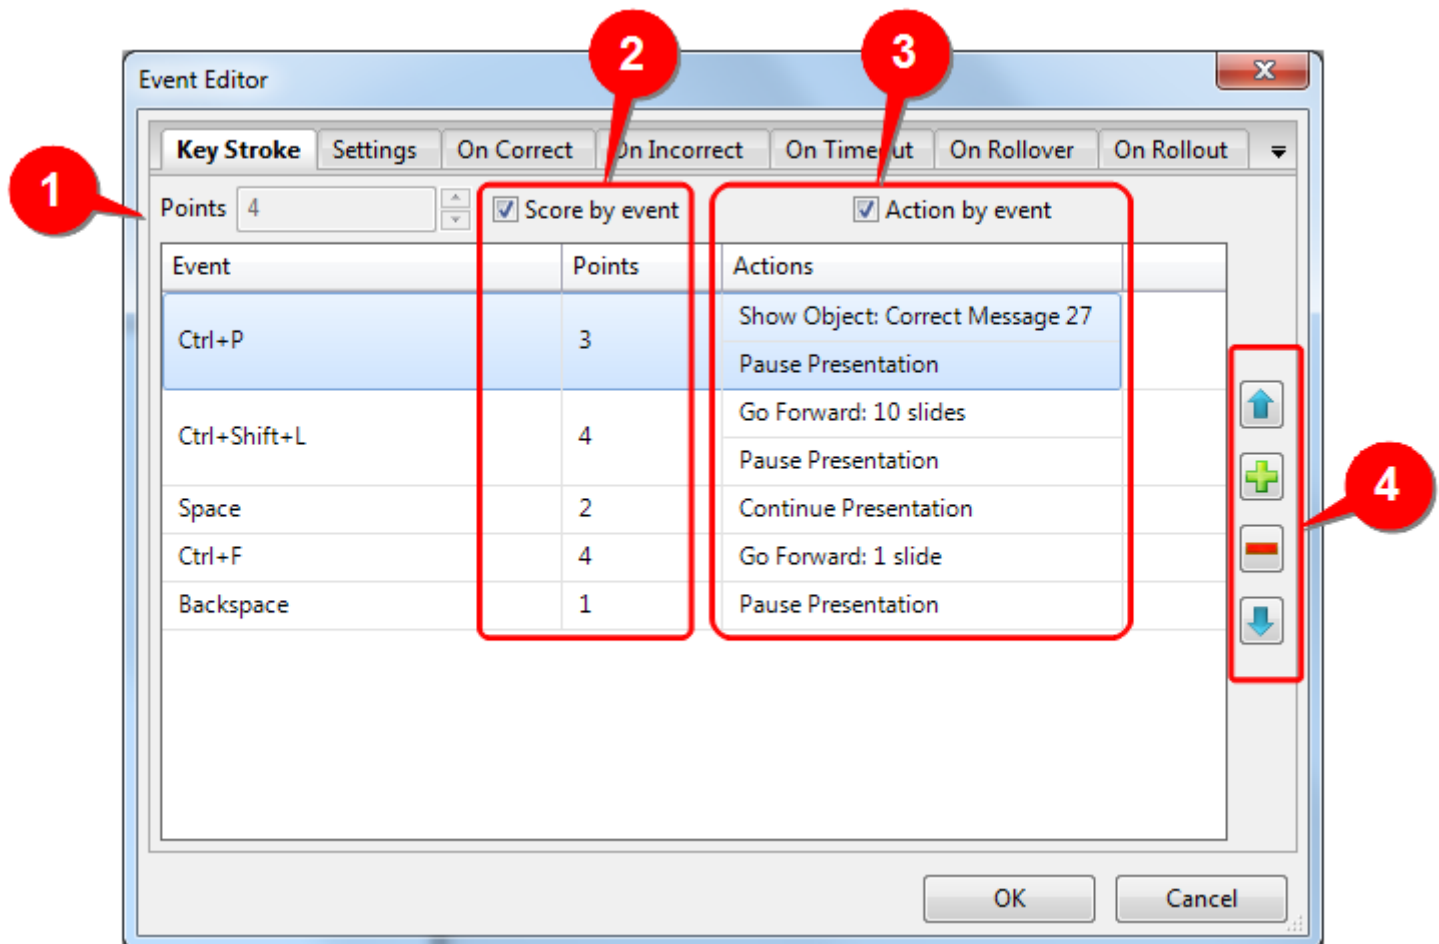 2
3
Event Editor
x
Key Stroke Settings On Correct On Incorrect On Timeout On Rollover On Rollout
1
Points 4 Score by event Action by event
Event Points Actions
Show Object: Correct Message 27
Ctrl+P 3
Pause Presentation
Go Forward: 10 slides
Ctrl+Shift+L 4
Pause Presentation
4
Space 2 Continue Presentation
Ctrl+F 4 Go Forward: 1 slide
Backspace 1 Pause Presentation
OK Cancel